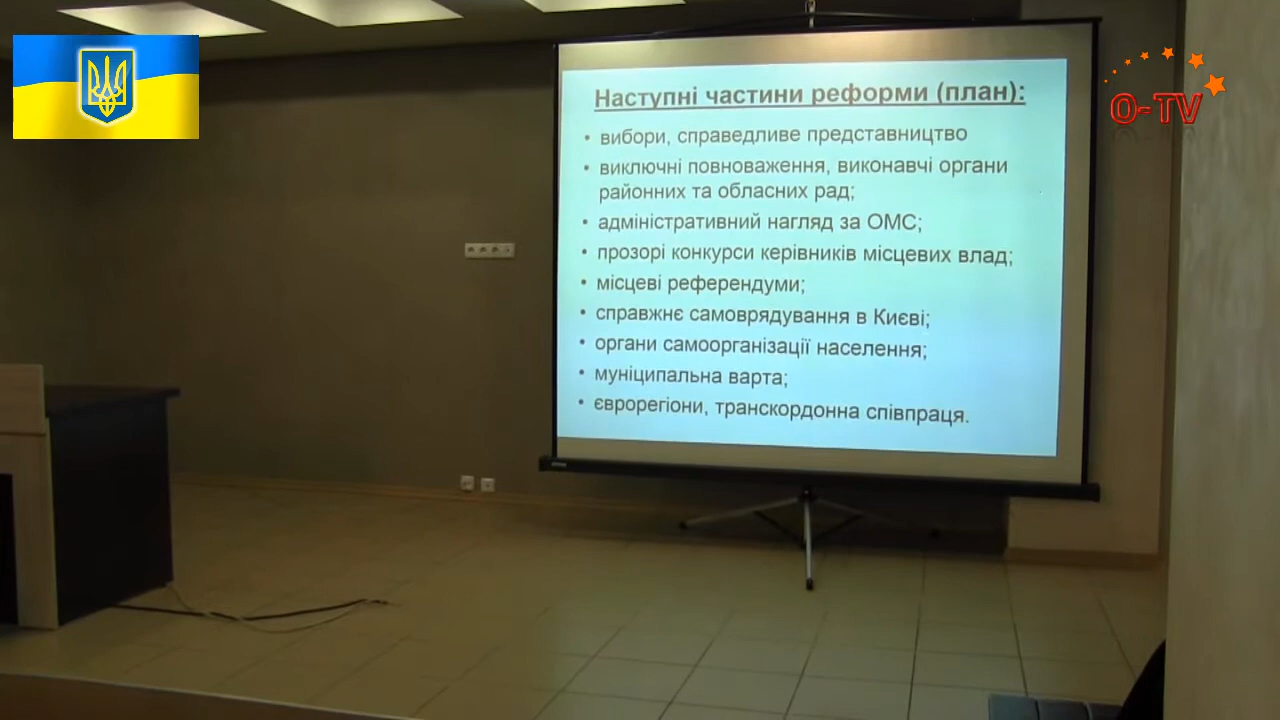 Наступні частини реформи (план):
• вибори, справедливе представництво
• виключні повноваження, виконавчі органи
районних та обласних рад;
• адміністративний нагляд за ОМС;
• прозорі конкурси керівників місцевих влад;
• місцеві референдуми;
• справжнє самоврядування в Києві;
• органи самоорганізації населення;
• муніципальна варта;
• єврорегіони, транскордонна співпраця.
O-TV